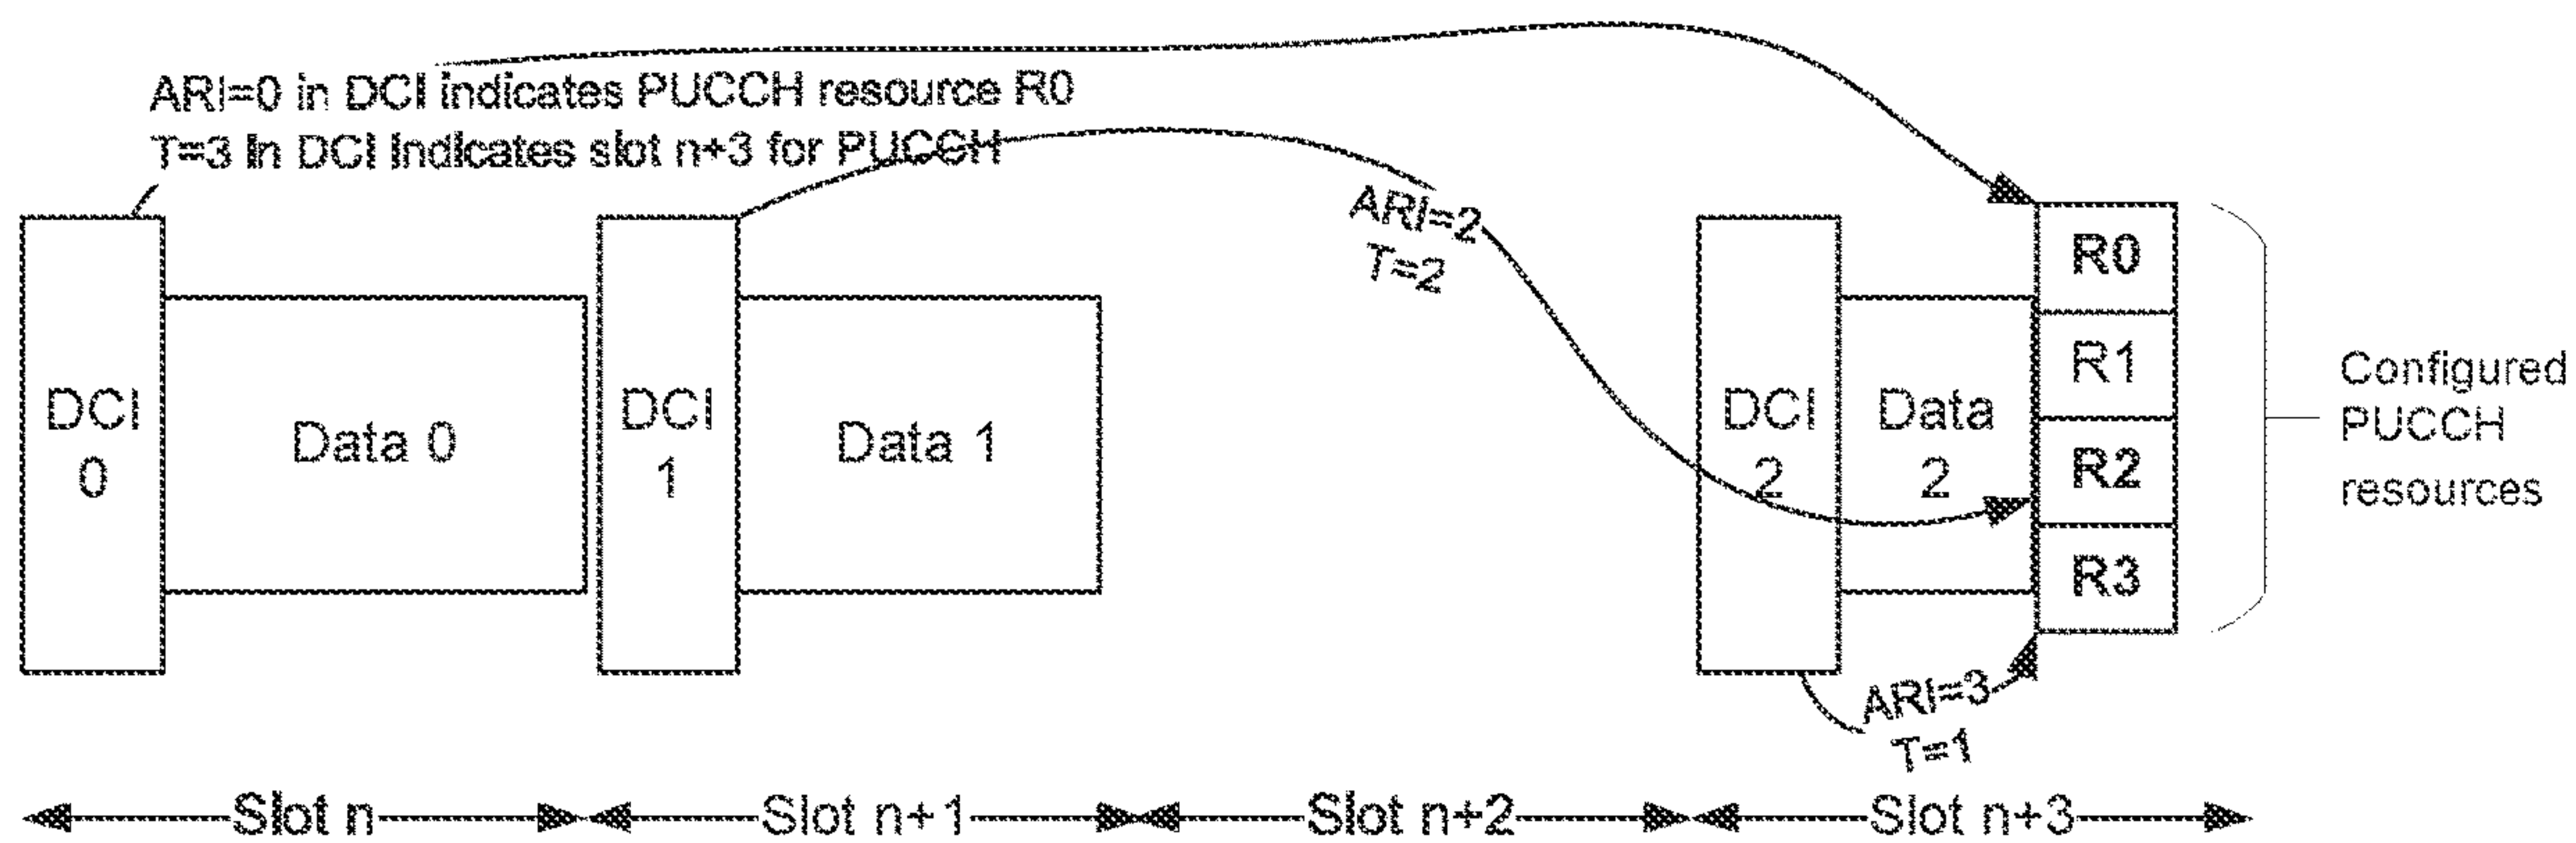 ARI=0 in DCI indicates PUCCH resource R0
T=3 in DCI indicates slot n+3 for PUCCH
ARI=2
T=2
DCI
0
Data 0
DCI
1
Data 1
DCI
2
Data
2
R0
R1
R2
R3
Configured
PUCCH
resources
ARI=3
T=1
Slot n
Slot n+1
Slot n+2
Slot n+3